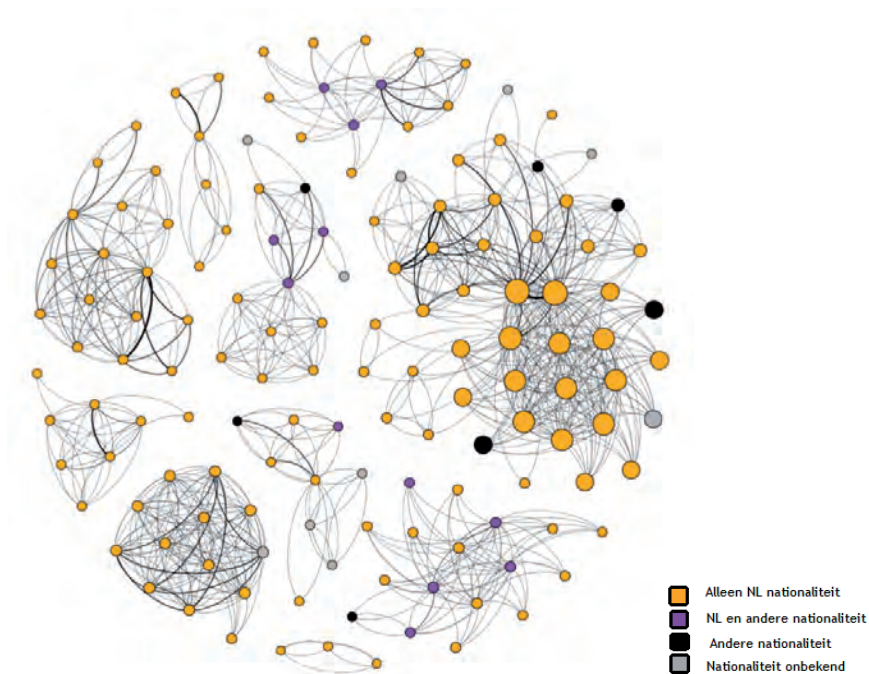 Alleen NL nationaliteit
NL en andere nationaliteit
Andere nationaliteit
Nationaliteit onbekend